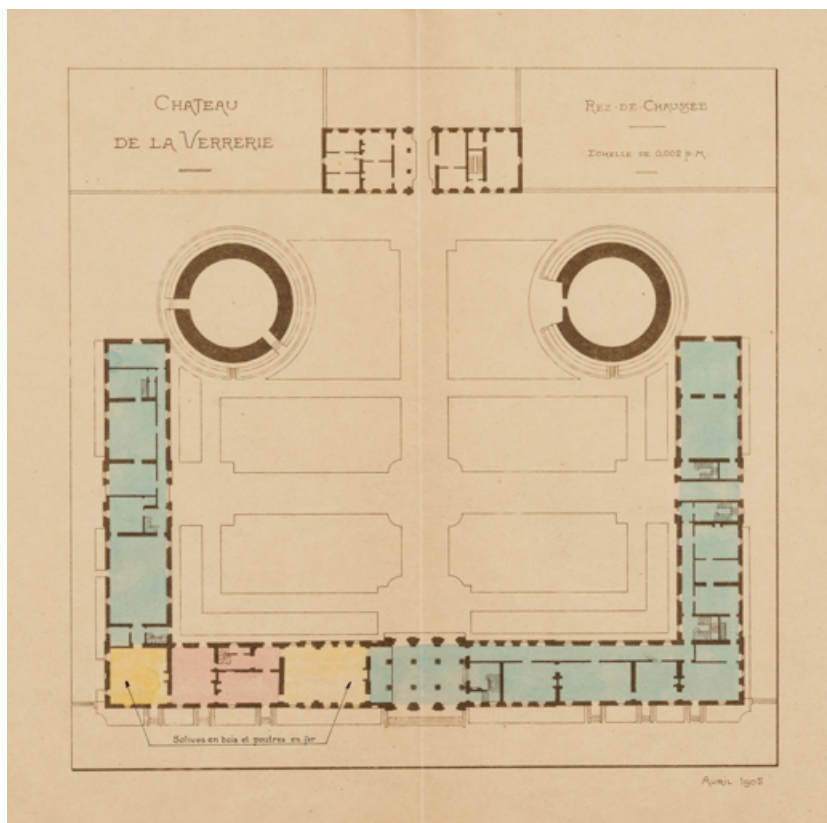 CHATEAU
DE LA VERRERIE
REZ-DE-CHAUSSÉE
ECHELLE DE 0,002 P.M.
Solives en bois et poutres en fer
AVRIL 1905